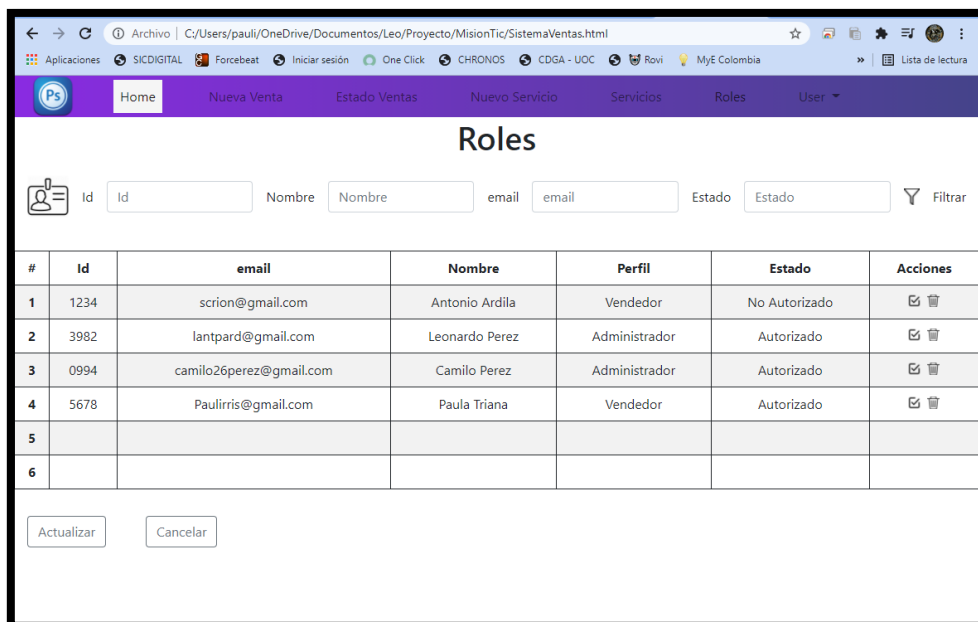 Archivo | C:/Users/pauli/OneDrive/Documentos/Leo/Proyecto/MisionTic/SistemaVentas.html
Aplicaciones SICDIGITAL Forcebeat Iniciar sesión One Click CHRONOS CDGA - UOC Rovi MyE Colombia » Lista de lectura
Ps Home Nueva Venta Estado Ventas Nuevo Servicio Servicios Roles User
Roles
Id Id Nombre Nombre email email Estado Estado Filtrar
# Id email Nombre Perfil Estado Acciones
1 1234 scrion@gmail.com Antonio Ardila Vendedor No Autorizado
2 3982 lantpard@gmail.com Leonardo Perez Administrador Autorizado
3 0994 camilo26perez@gmail.com Camilo Perez Administrador Autorizado
4 5678 Paulirris@gmail.com Paula Triana Vendedor Autorizado
5
6
Actualizar Cancelar